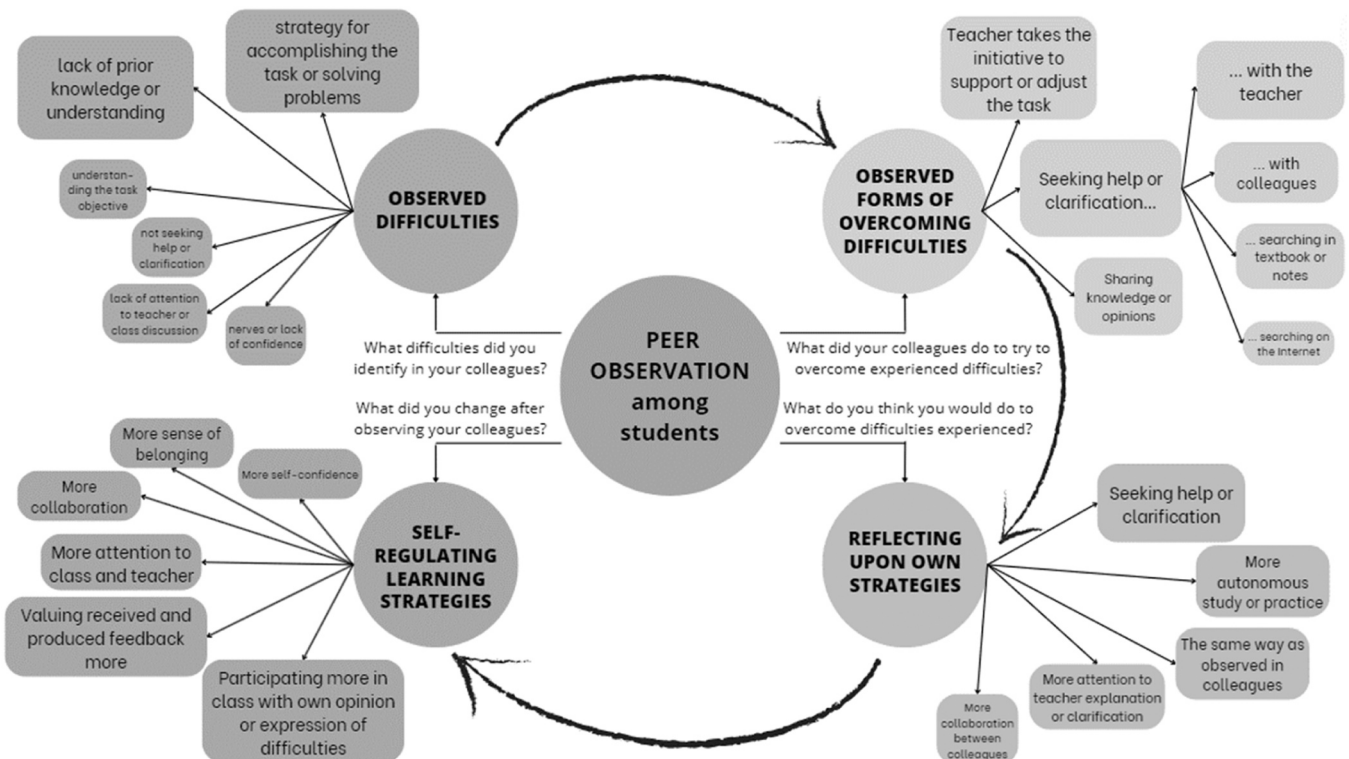 lack of prior
knowledge or
understanding
strategy for
accomplishing the
task or solving
problems
understan-
ding the task
objective
not seeking
help or
clarification
lack of attention
to teacher or
class discussion
nerves or lack
of confidence
OBSERVED
DIFFICULTIES
What difficulties did you
identify in your colleagues?
OBSERVED
FORMS OF
OVERCOMING
DIFFICULTIES
Teacher takes the
initiative to
support or adjust
the task
Seeking help or
clarification...
... with the
teacher
... with
colleagues
... searching in
textbook or
notes
... searching on
the Internet
Sharing
knowledge or
opinions
What did your colleagues do to try to
overcome experienced difficulties?
PEER
OBSERVATION
among
students
What did you change after
observing your colleagues?
What do you think you would do to
overcome difficulties experienced?
More sense of
belonging
More self-confidence
More
collaboration
More attention to
class and teacher
Valuing received and
produced feedback
more
Participating more in
class with own opinion
or expression of
difficulties
SELF-
REGULATING
LEARNING
STRATEGIES
REFLECTING
UPON OWN
STRATEGIES
Seeking help or
clarification
More
autonomous
study or practice
The same way as
observed in
colleagues
More attention to
teacher explanation
or clarification
More
collaboration
between
colleagues